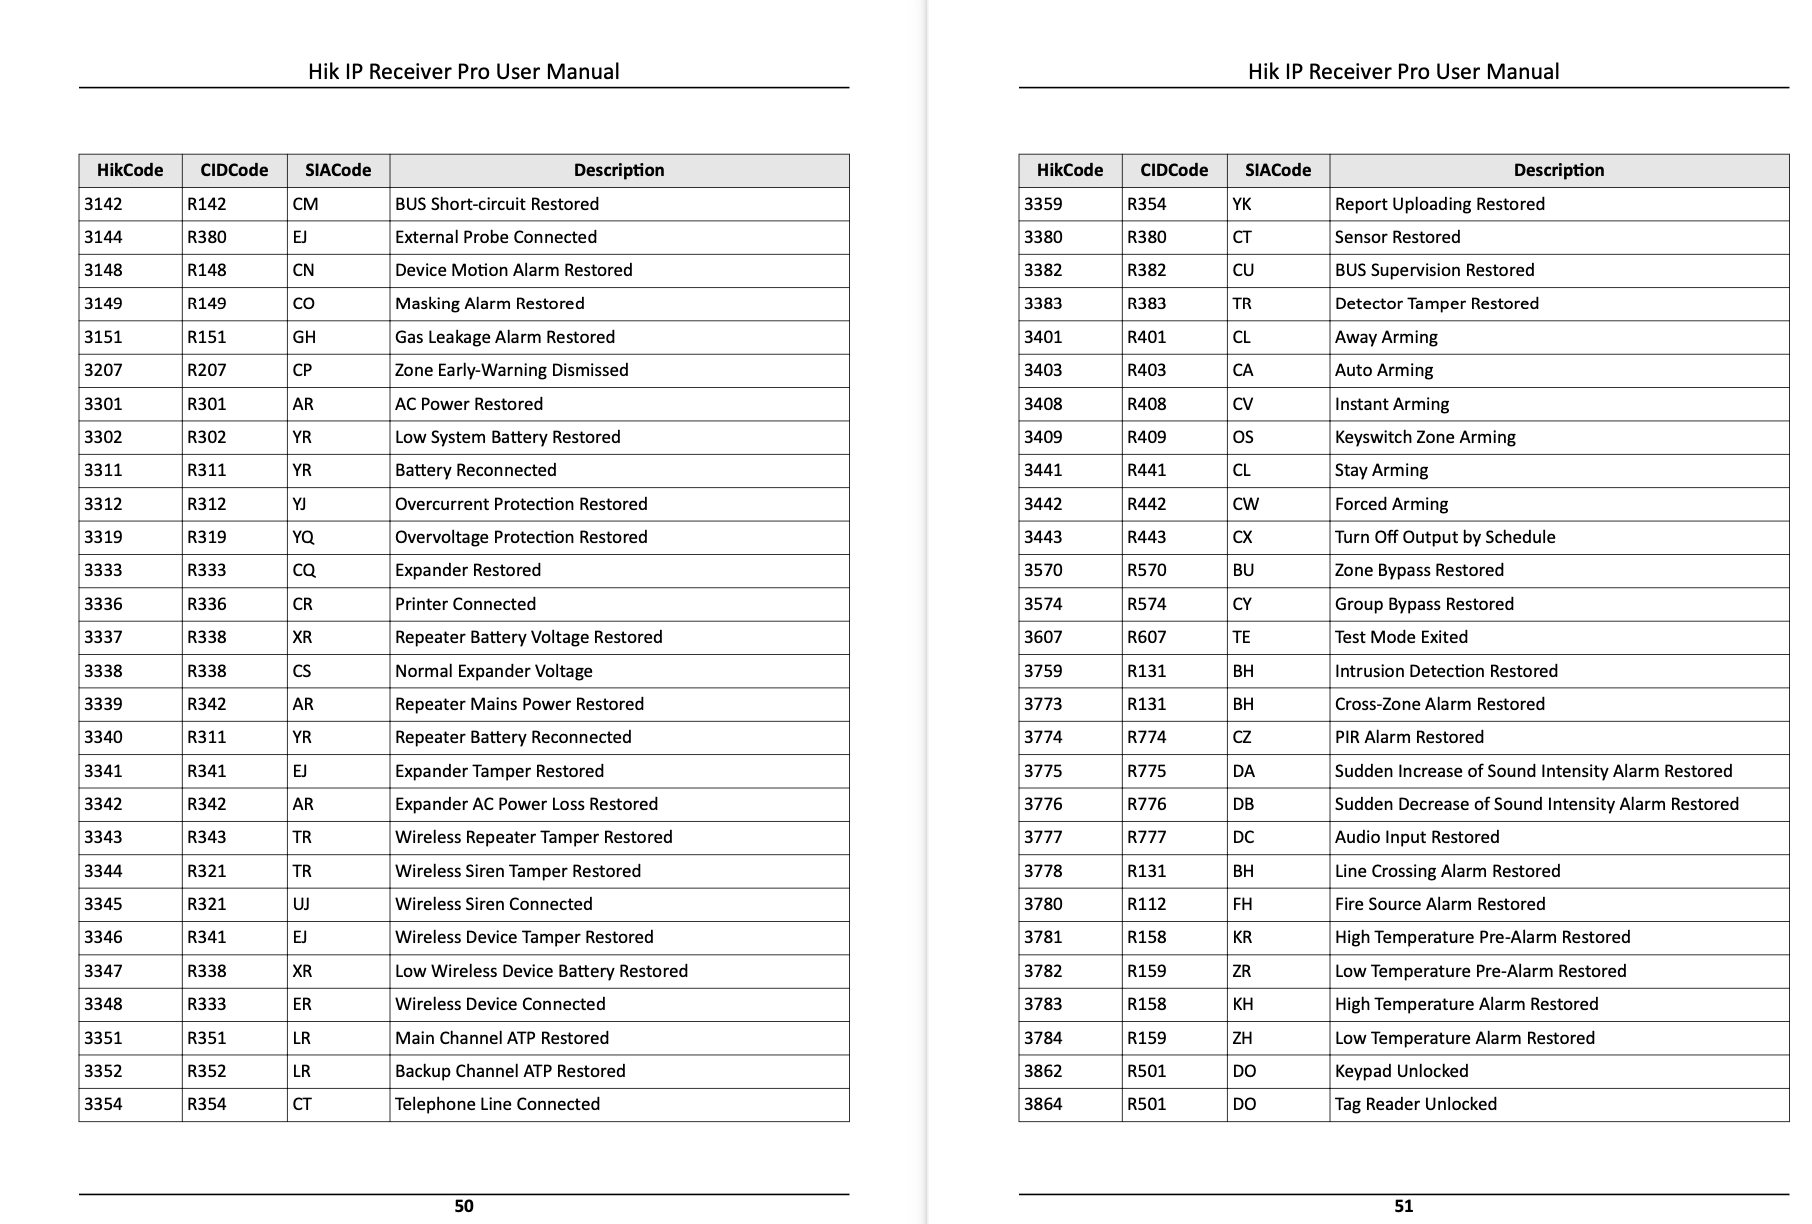 Hik IP Receiver Pro User Manual
HikCode CIDCode SIACode Description
3142 R142 CM BUS Short-circuit Restored
3144 R380 EJ External Probe Connected
3148 R148 CN Device Motion Alarm Restored
3149 R149 CO Masking Alarm Restored
3151 R151 GH Gas Leakage Alarm Restored
3207 R207 CP Zone Early-Warning Dismissed
3301 R301 AR AC Power Restored
3302 R302 YR Low System Battery Restored
3311 R311 YR Battery Reconnected
3312 R312 YJ Overcurrent Protection Restored
3319 R319 YQ Overvoltage Protection Restored
3333 R333 CQ Expander Restored
3336 R336 CR Printer Connected
3337 R338 XR Repeater Battery Voltage Restored
3338 R338 CS Normal Expander Voltage
3339 R342 AR Repeater Mains Power Restored
3340 R311 YR Repeater Battery Reconnected
3341 R341 EJ Expander Tamper Restored
3342 R342 AR Expander AC Power Loss Restored
3343 R343 TR Wireless Repeater Tamper Restored
3344 R321 TR Wireless Siren Tamper Restored
3345 R321 UJ Wireless Siren Connected
3346 R341 EJ Wireless Device Tamper Restored
3347 R338 XR Low Wireless Device Battery Restored
3348 R333 ER Wireless Device Connected
3351 R351 LR Main Channel ATP Restored
3352 R352 LR Backup Channel ATP Restored
3354 R354 CT Telephone Line Connected
50
Hik IP Receiver Pro User Manual
HikCode CIDCode SIACode Description
3359 R354 YK Report Uploading Restored
3380 R380 CT Sensor Restored
3382 R382 CU BUS Supervision Restored
3383 R383 TR Detector Tamper Restored
3401 R401 CL Away Arming
3403 R403 CA Auto Arming
3408 R408 CV Instant Arming
3409 R409 OS Keyswitch Zone Arming
3441 R441 CL Stay Arming
3442 R442 CW Forced Arming
3443 R443 CX Turn Off Output by Schedule
3570 R570 BU Zone Bypass Restored
3574 R574 CY Group Bypass Restored
3607 R607 TE Test Mode Exited
3759 R131 BH Intrusion Detection Restored
3773 R131 BH Cross-Zone Alarm Restored
3774 R774 CZ PIR Alarm Restored
3775 R775 DA Sudden Increase of Sound Intensity Alarm Restored
3776 R776 DB Sudden Decrease of Sound Intensity Alarm Restored
3777 R777 DC Audio Input Restored
3778 R131 BH Line Crossing Alarm Restored
3780 R112 FH Fire Source Alarm Restored
3781 R158 KR High Temperature Pre-Alarm Restored
3782 R159 ZR Low Temperature Pre-Alarm Restored
3783 R158 KH High Temperature Alarm Restored
3784 R159 ZH Low Temperature Alarm Restored
3862 R501 DO Keypad Unlocked
3864 R501 DO Tag Reader Unlocked
51